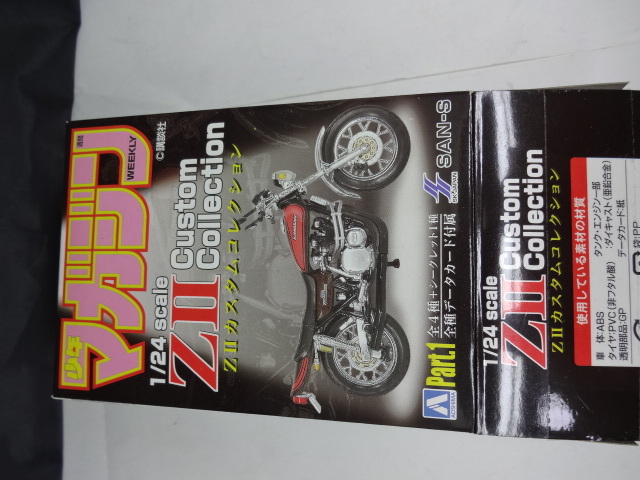 週刊
少年
マガジン
WEEKLY
©講談社
1/24 scale
ZII Custom Collection
ZIIカスタムコレクション
Part.1
全4種+シークレット1種
全種データカード付属
SAN-S
AOSHIMA
1/24 scale
ZII Custom Collection
ZIIカスタムコレクション
使用している素材の材質
車体:ABS
タンク・エンジン一部:ダイキャスト(亜鉛合金)
タイヤ:PVC(非フタル酸)
データカード:紙
透明部品:GP
袋:PP